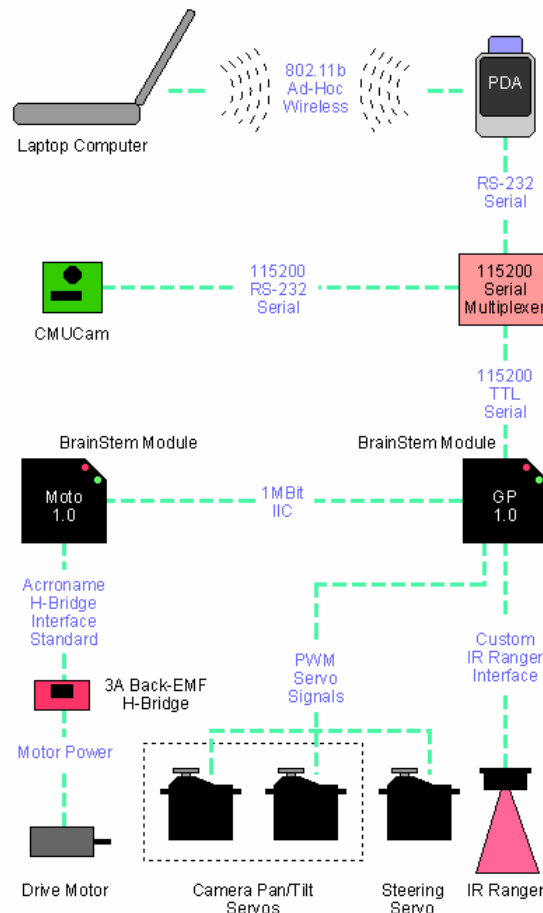 802.11b
Ad-Hoc
Wireless
PDA
Laptop Computer
RS-232
Serial
115200
RS-232
Serial
115200
Serial
Multiplexer
CMUCam
115200
TTL
Serial
BrainStem Module
BrainStem Module
Moto
1.0
1MBit
IIC
GP
1.0
Acrroname
H-Bridge
Interface
Standard
PWM
Servo
Signals
Custom
IR Ranger
Interface
3A Back-EMF
H-Bridge
Motor Power
Drive Motor
Camera Pan/Tilt
Servos
Steering
Servo
IR Ranger